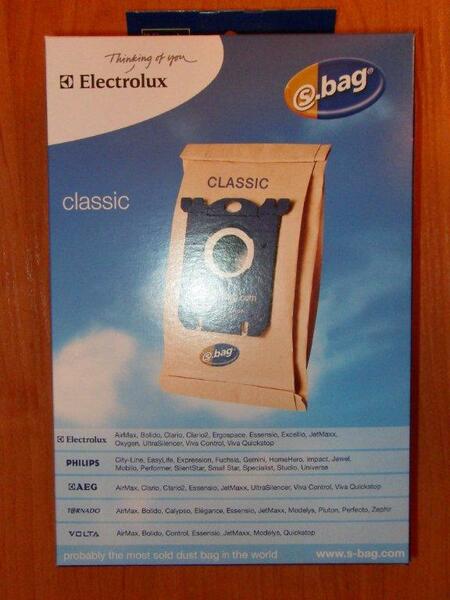 Thinking of you
Electrolux
s.bag®
classic
CLASSIC
s.bag
Electrolux AirMax, Bolido, Clario, Clario2, Ergospace, Essensio, Excellio, JetMaxx,
Oxygen, UltraSilencer, Viva Control, Viva Quickstop
PHILIPS City-Line, EasyLife, Expression, Fuchsia, Gemini, HomeHero, Impact, Jewel,
Mobilo, Performer, SilentStar, Small Star, Specialist, Studio, Universe
AEG AirMax, Clario, Clario2, Essensio, JetMaxx, UltraSilencer, Viva Control, Viva Quickstop
TORNADO AirMax, Bolido, Calypso, Elégance, Essensio, JetMaxx, Modelys, Pluton, Perfecto, Zephir
VOLTA AirMax, Bolido, Control, Essensio, JetMaxx, Modelys, Quickstop
probably the most sold dust bag in the world www.s-bag.com